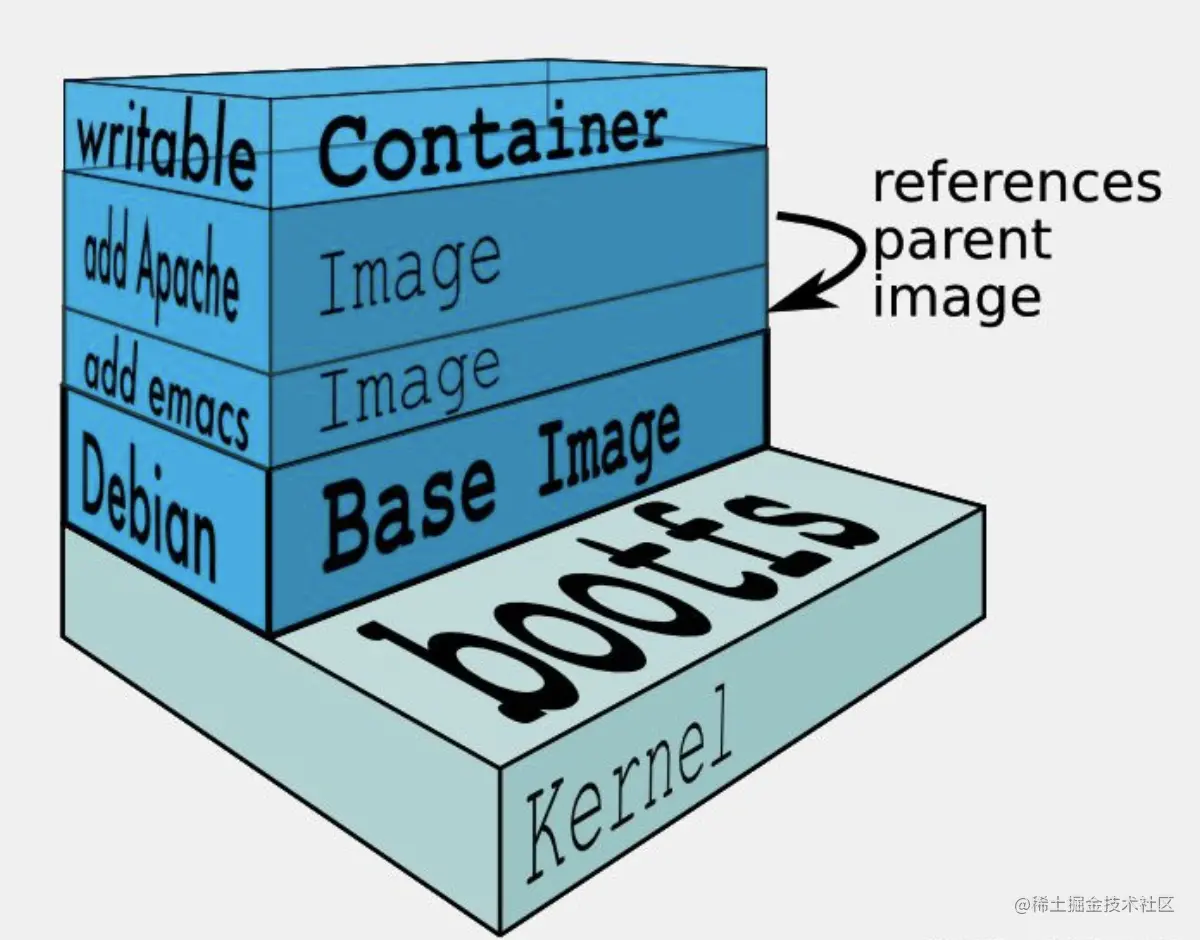 writable Container
add Apache Image
add emacs Image
Debian Base Image
bootfs
Kernel
references
parent
image
@稀土掘金技术社区